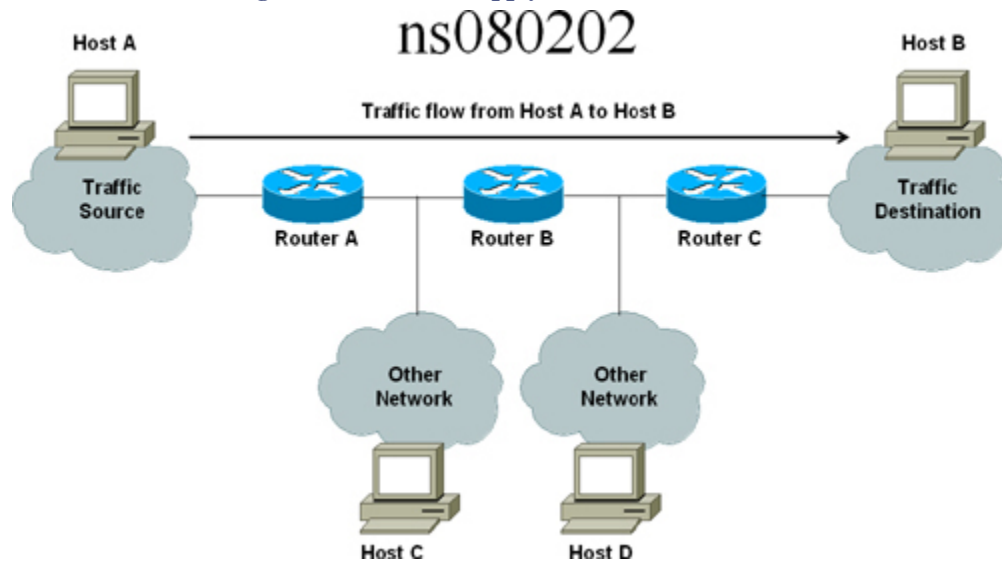 ns080202
Host A
Host B
Traffic flow from Host A to Host B
Traffic
Source
Traffic
Destination
Router A
Router B
Router C
Other
Network
Other
Network
Host C
Host D